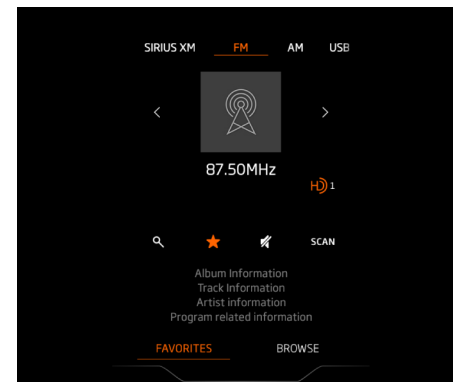 SIRIUS XM FM AM USB
87.50MHz
HD 1
SCAN
Album Information
Track Information
Artist information
Program related information
FAVORITES BROWSE